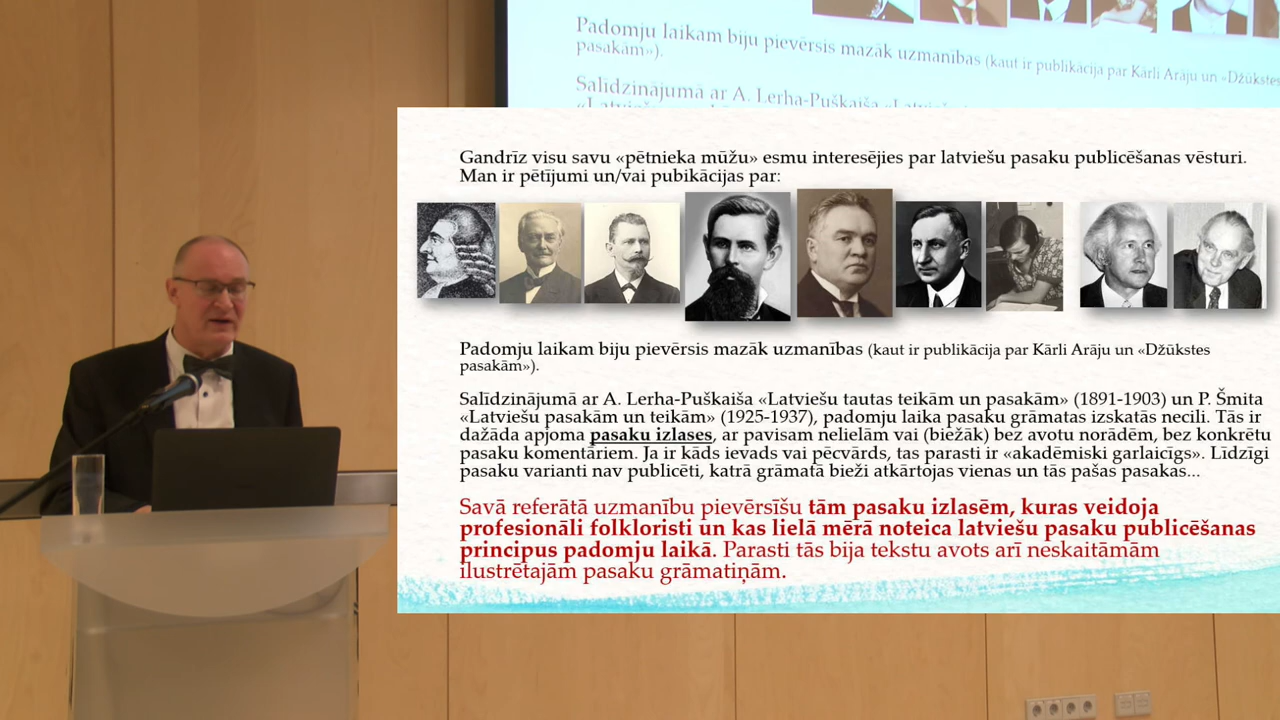 Padomju laikam biju pievērsis mazāk uzmanības (kaut ir publikācija par Kārli Arāju un «Džūkstes
pasakām»).
Salīdzinājumā ar A. Lerha-Puškaiša
Gandrīz visu savu «pētnieka mūžu» esmu interesējies par latviešu pasaku publicēšanas vēsturi.
Man ir pētījumi un/vai pubikācijas par:
Padomju laikam biju pievērsis mazāk uzmanības (kaut ir publikācija par Kārli Arāju un «Džūkstes
pasakām»).
Salīdzinājumā ar A. Lerha-Puškaiša «Latviešu tautas teikām un pasakām» (1891-1903) un P. Šmita
«Latviešu pasakām un teikām» (1925-1937), padomju laika pasaku grāmatas izskatās necili. Tās ir
dažāda apjoma pasaku izlases, ar pavisam nelielām vai (biežāk) bez avotu norādēm, bez konkrētu
pasaku komentāriem. Ja ir kāds ievads vai pēcvārds, tas parasti ir «akadēmiski garlaicīgs». Līdzīgi
pasaku varianti nav publicēti, katrā grāmatā bieži atkārtojas vienas un tās pašas pasakas...
Savā referātā uzmanību pievērsīšu tām pasaku izlasēm, kuras veidoja
profesionāli folkloristi un kas lielā mērā noteica latviešu pasaku publicēšanas
principus padomju laikā. Parasti tās bija tekstu avots arī neskaitāmām
ilustrētajām pasaku grāmatiņām.